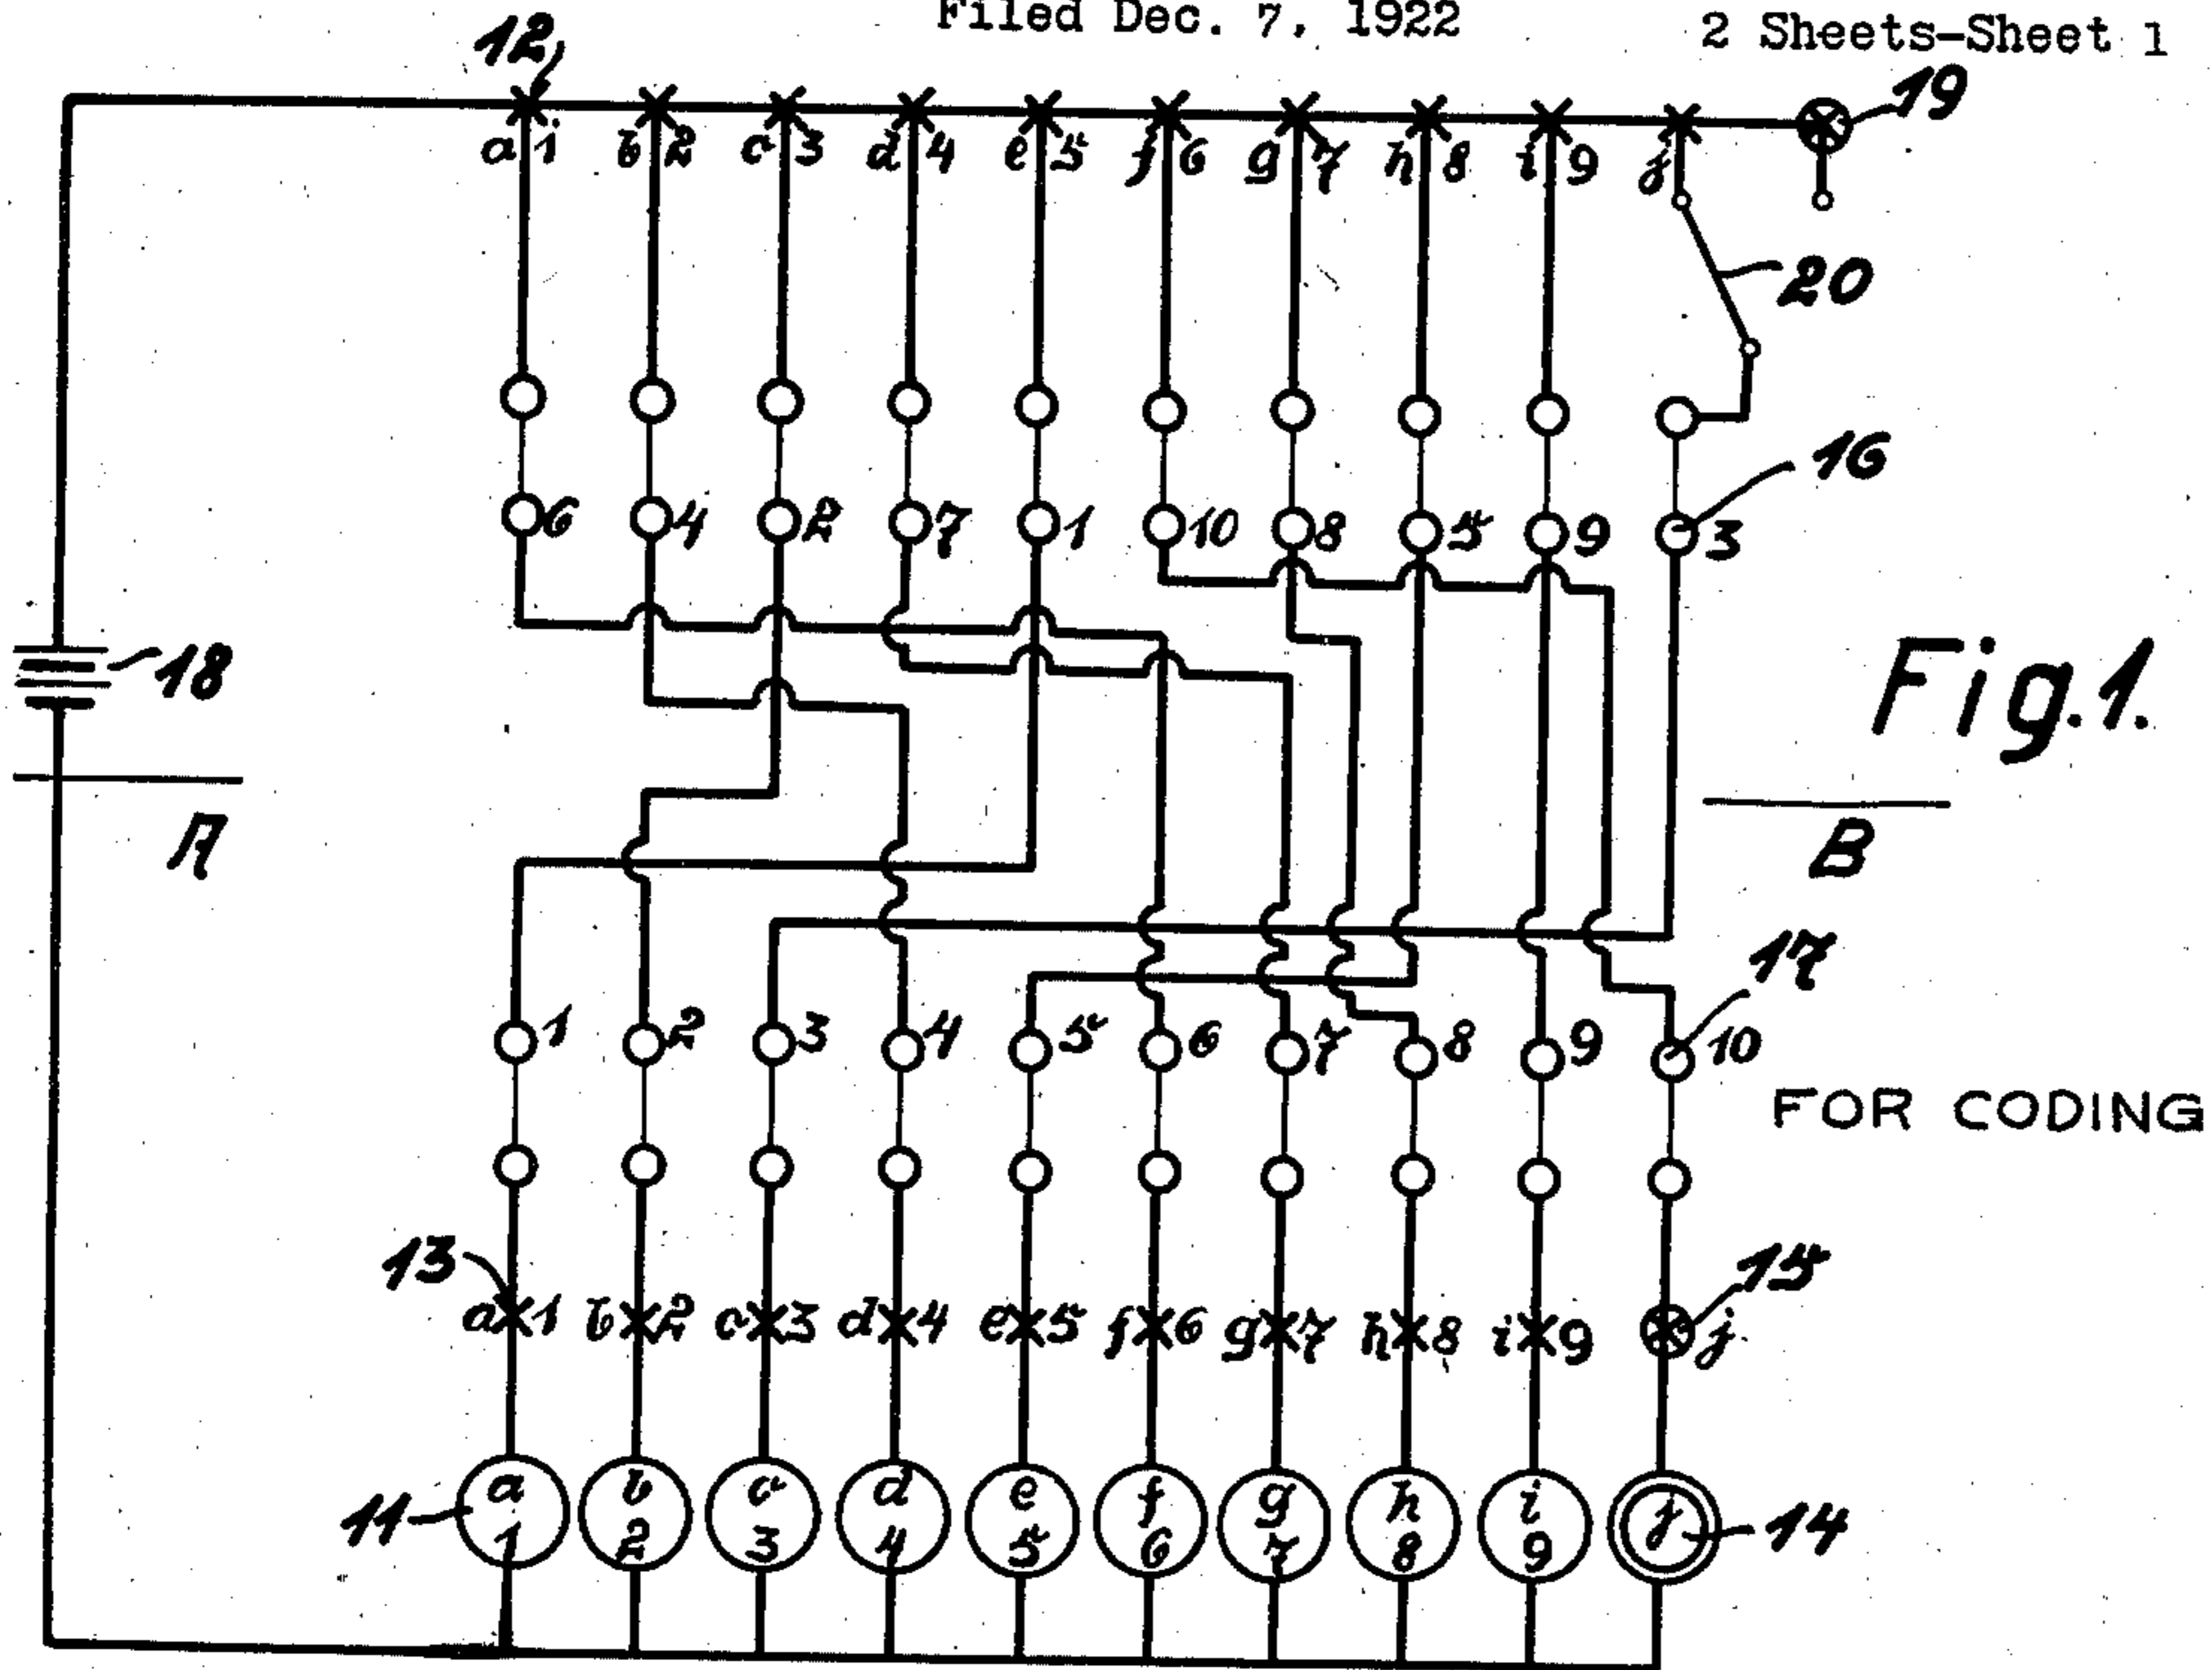 Filed Dec. 7, 1922
2 Sheets-Sheet 1
12
19
a 1 b 2 c 3 d 4 e 5 f 6 g 7 h 8 i 9 j
20
16
6 4 2 7 1 10 8 5 9 3
18
Fig.1.
A
B
17
1 2 3 4 5 6 7 8 9 10
FOR CODING
13
15
a 1 b 2 c 3 d 4 e 5 f 6 g 7 h 8 i 9 j
a b c d e f g h i j
11
14
1 2 3 4 5 6 7 8 9